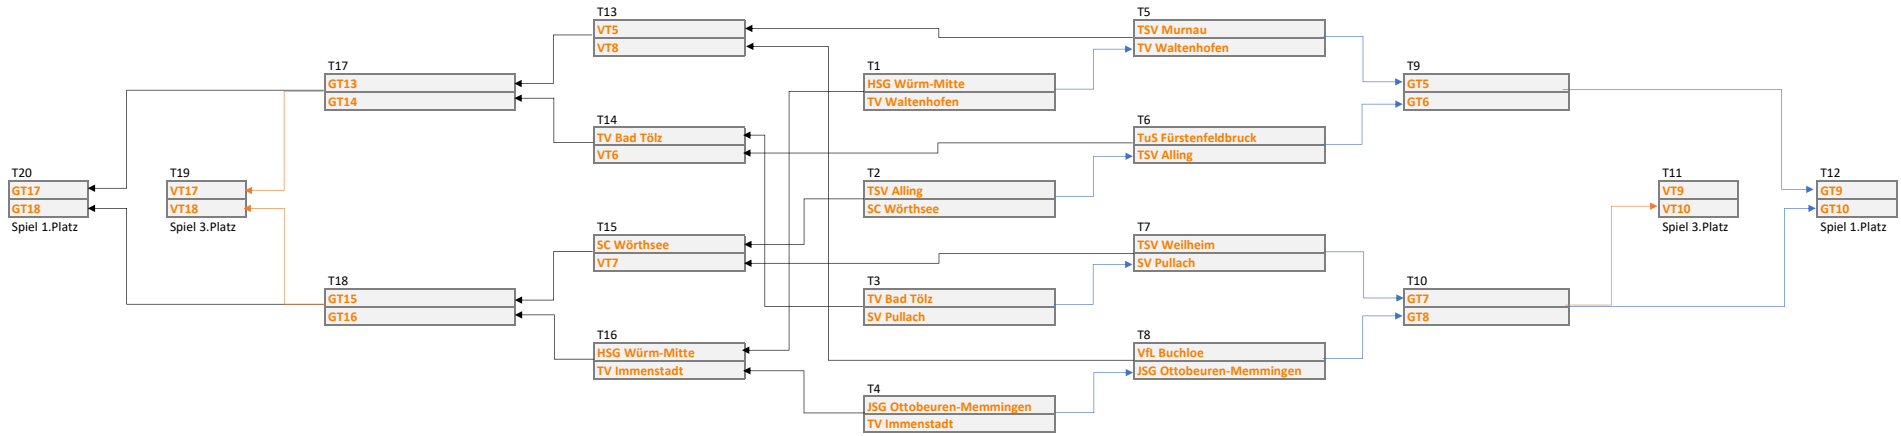 T20
GT17
GT18
Spiel 1.Platz
T19
VT17
VT18
Spiel 3.Platz
T17
GT13
GT14
T18
GT15
GT16
T13
VT5
VT8
T14
TV Bad Tölz
VT6
T15
SC Wörthsee
VT7
T16
HSG Würm-Mitte
TV Immenstadt
T1
HSG Würm-Mitte
TV Waltenhofen
T2
TSV Alling
SC Wörthsee
T3
TV Bad Tölz
SV Pullach
T4
JSG Ottobeuren-Memmingen
TV Immenstadt
T5
TSV Murnau
TV Waltenhofen
T6
TuS Fürstenfeldbruck
TSV Alling
T7
TSV Weilheim
SV Pullach
T8
VfL Buchloe
JSG Ottobeuren-Memmingen
T9
GT5
GT6
T10
GT7
GT8
T11
VT9
VT10
Spiel 3.Platz
T12
GT9
GT10
Spiel 1.Platz